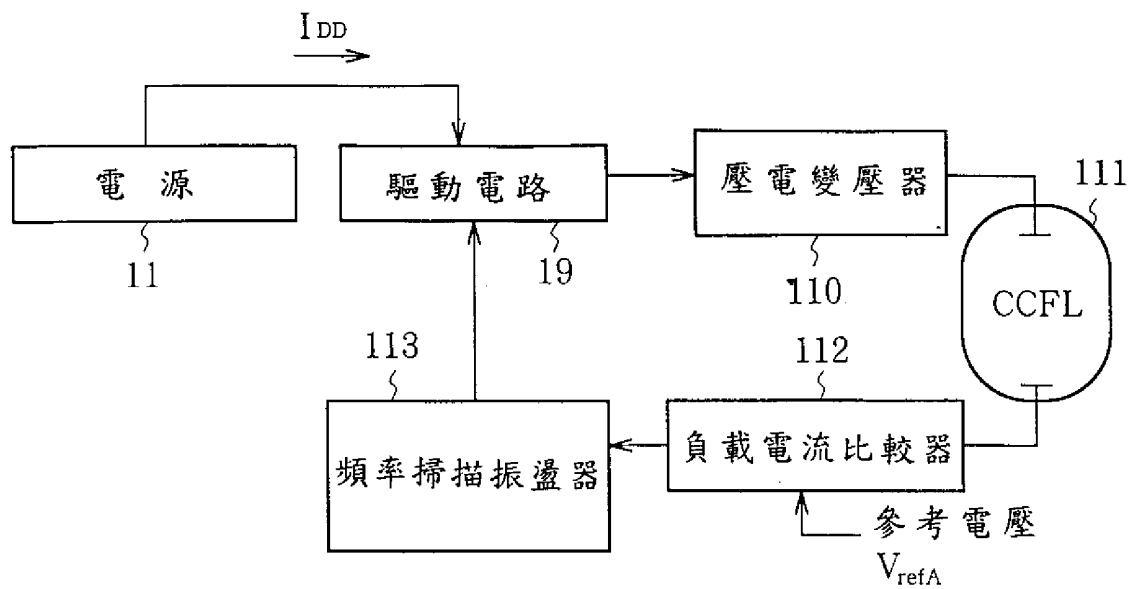 I DD
電源
驅動電路
壓電變壓器
111
11
19
110
CCFL
113
112
頻率掃描振盪器
負載電流比較器
參考電壓
VrefA